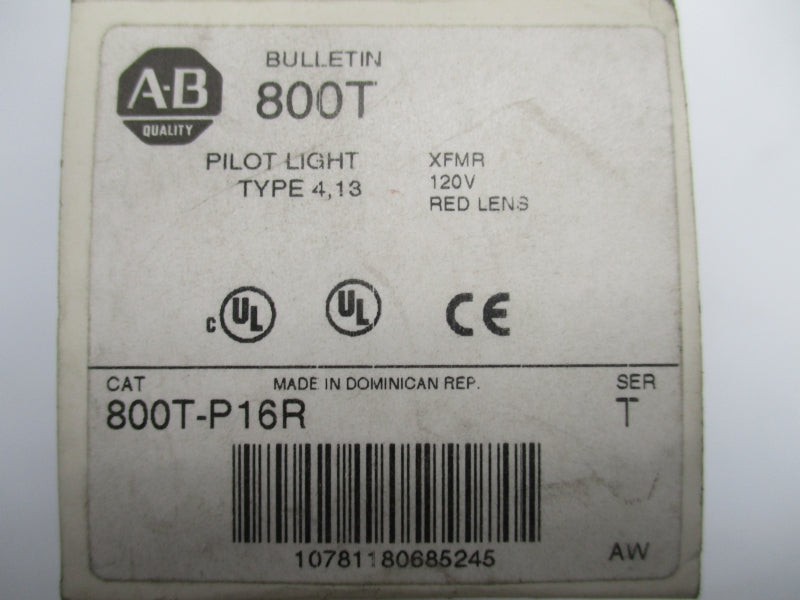 A-B
QUALITY
BULLETIN
800T
PILOT LIGHT
TYPE 4,13
XFMR
120V
RED LENS
c UL
UL
CE
CAT
MADE IN DOMINICAN REP.
SER
800T-P16R
T
10781180685245
AW